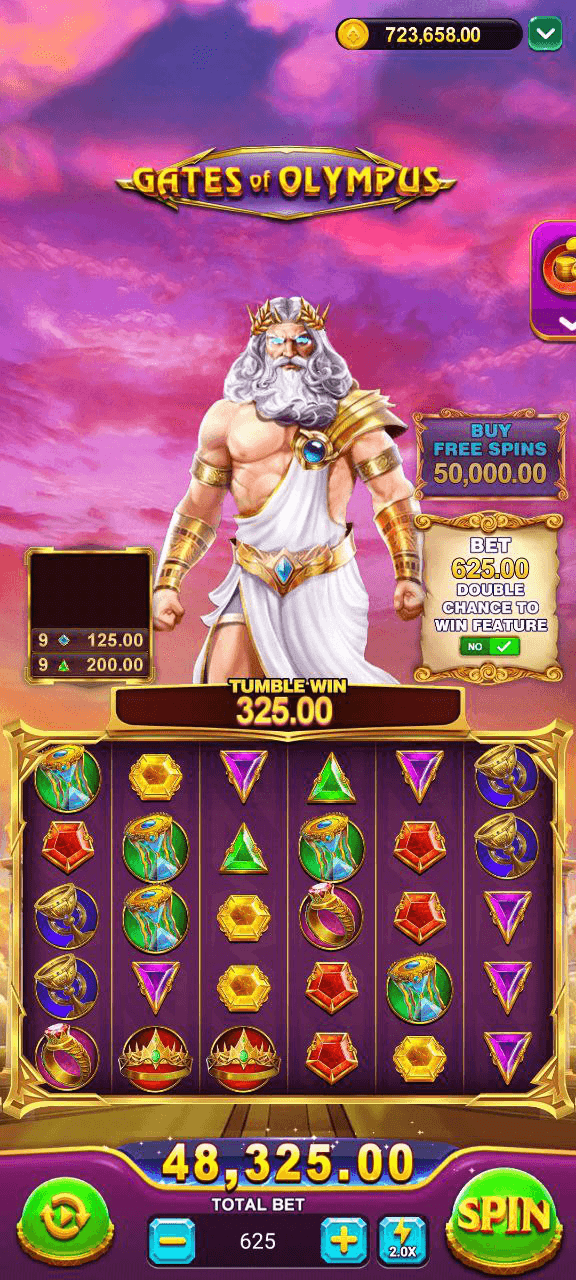 723,658.00
GATES OF OLYMPUS
BUY
FREE SPINS
50,000.00
BET
625.00
DOUBLE
CHANCE TO
WIN FEATURE
NO
9 125.00
9 200.00
TUMBLE WIN
325.00
48,325.00
TOTAL BET
625
2.0X
SPIN